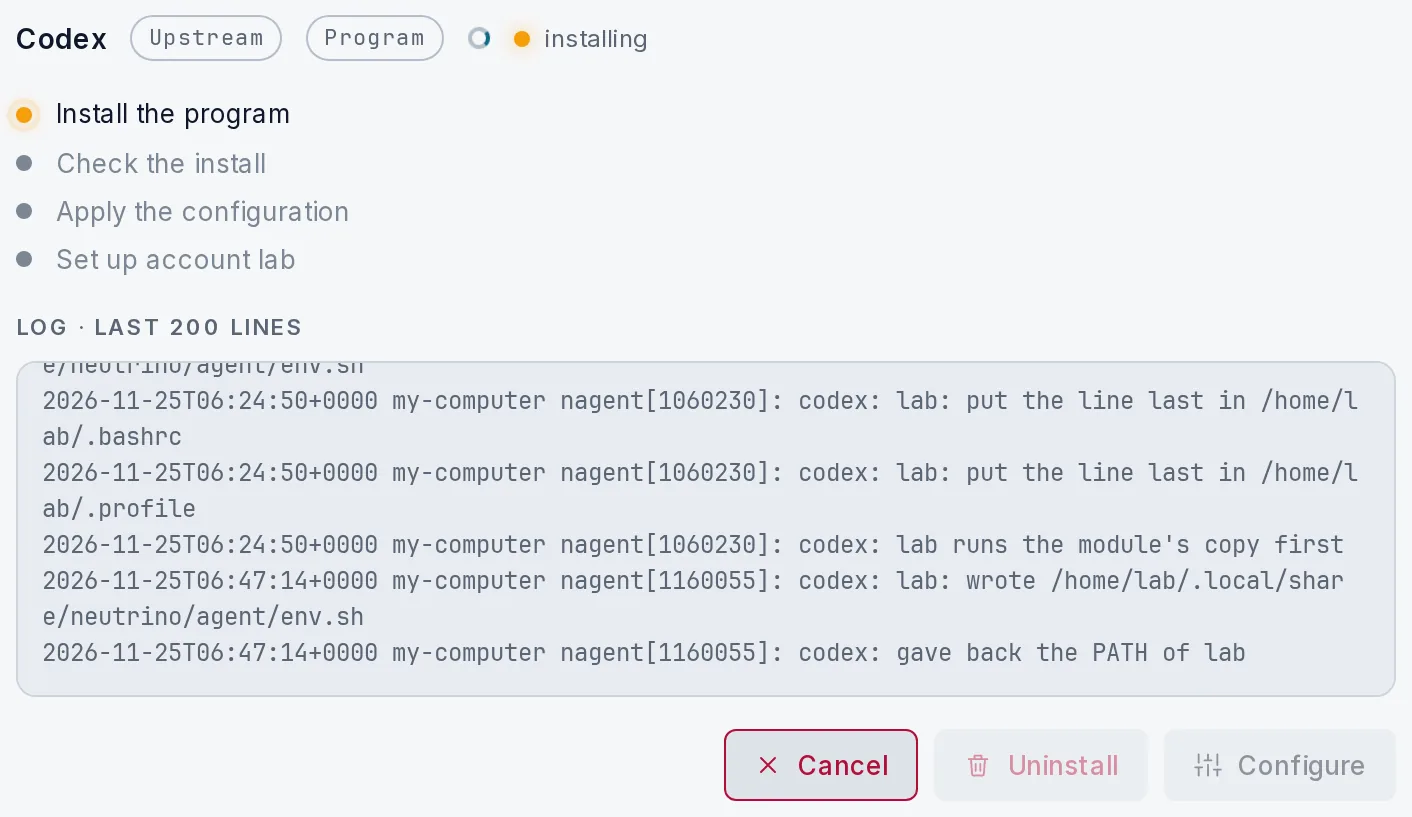 Codex Upstream Program installing
Install the program
Check the install
Apply the configuration
Set up account lab
LOG · LAST 200 LINES
e/neutrino/agent/env.sh
2026-11-25T06:24:50+0000 my-computer nagent[1060230]: codex: lab: put the line last in /home/l
ab/.bashrc
2026-11-25T06:24:50+0000 my-computer nagent[1060230]: codex: lab: put the line last in /home/l
ab/.profile
2026-11-25T06:24:50+0000 my-computer nagent[1060230]: codex: lab runs the module's copy first
2026-11-25T06:47:14+0000 my-computer nagent[1160055]: codex: lab: wrote /home/lab/.local/shar
e/neutrino/agent/env.sh
2026-11-25T06:47:14+0000 my-computer nagent[1160055]: codex: gave back the PATH of lab
Cancel Uninstall Configure